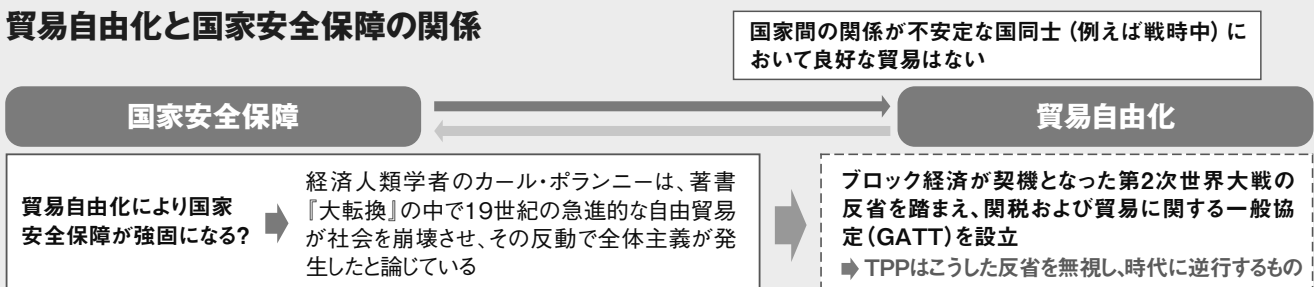 貿易自由化と国家安全保障の関係
国家間の関係が不安定な国同士（例えば戦時中）に
おいて良好な貿易はない
国家安全保障
貿易自由化
貿易自由化により国家
安全保障が強固になる?
経済人類学者のカール・ポランニーは、著書
『大転換』の中で19世紀の急進的な自由貿易
が社会を崩壊させ、その反動で全体主義が発
生したと論じている
ブロック経済が契機となった第2次世界大戦の
反省を踏まえ、関税および貿易に関する一般協
定（GATT）を設立
TPPはこうした反省を無視し、時代に逆行するもの